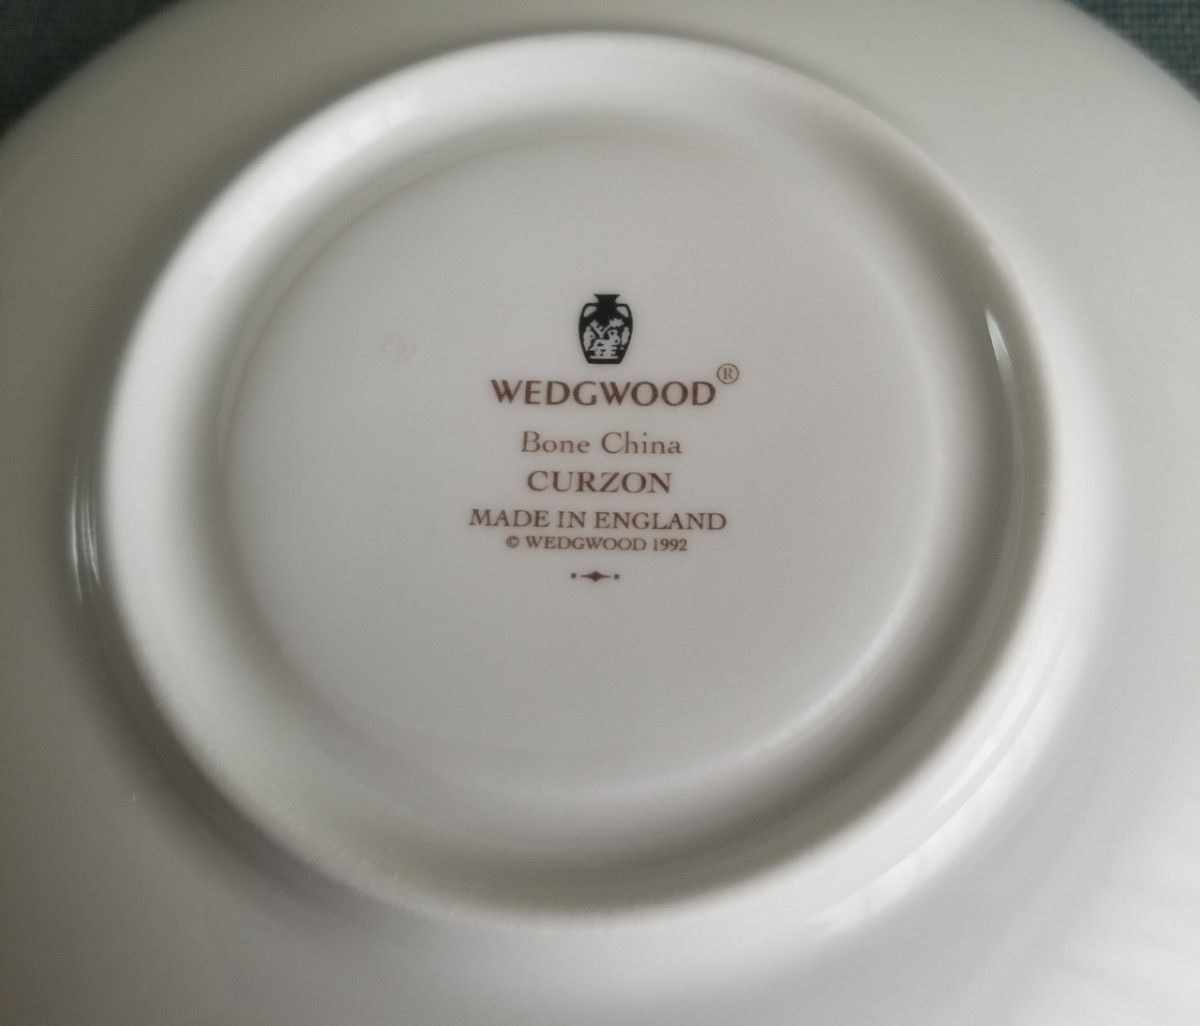 WEDGWOOD®
Bone China
CURZON
MADE IN ENGLAND
© WEDGWOOD 1992